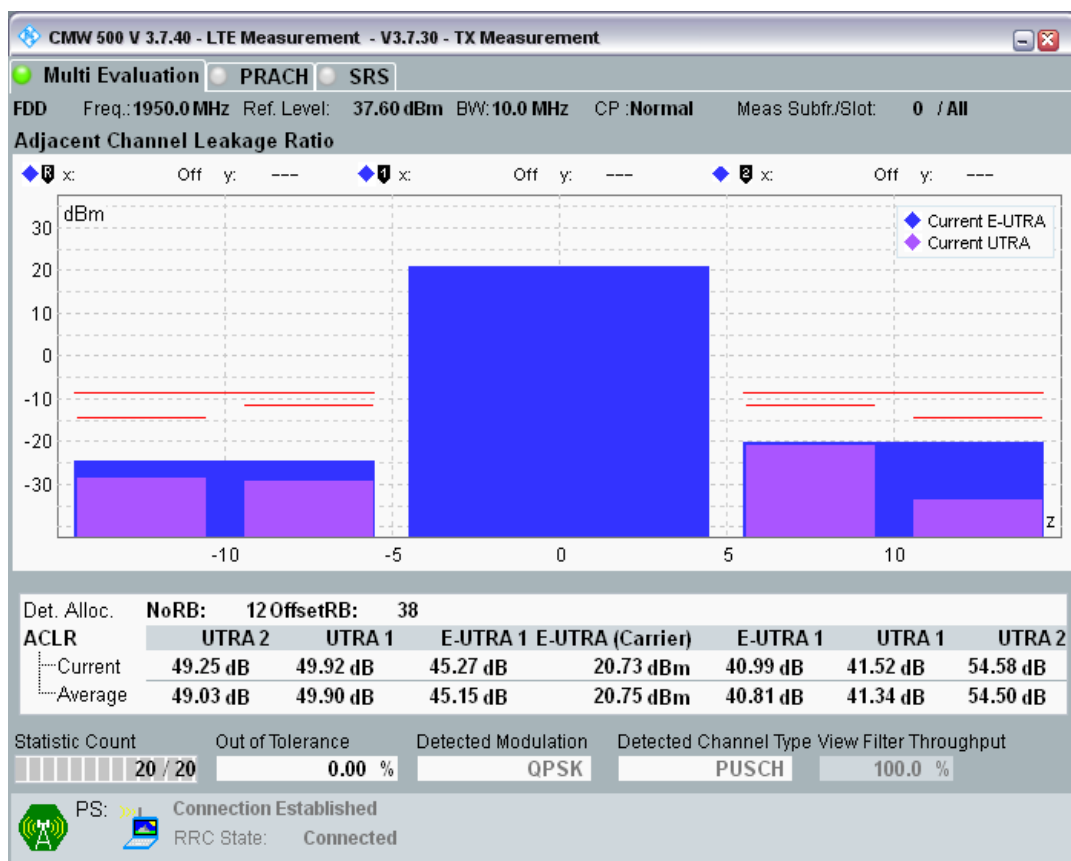 CMW 500 V 3.7.40 - LTE Measurement - V3.7.30 - TX Measurement
Multi Evaluation PRACH SRS
FDD Freq.: 1950.0 MHz Ref. Level: 37.60 dBm BW: 10.0 MHz CP :Normal Meas Subfr./Slot: 0 / All
Adjacent Channel Leakage Ratio
R x: Off y: --- 1 x: Off y: --- 2 x: Off y: ---
dBm
Current E-UTRA
Current UTRA
30
20
10
0
-10
-20
-30
z
-10 -5 0 5 10
Det. Alloc. NoRB: 12 OffsetRB: 38
ACLR UTRA 2 UTRA 1 E-UTRA 1 E-UTRA (Carrier) E-UTRA 1 UTRA 1 UTRA 2
Current 49.25 dB 49.92 dB 45.27 dB 20.73 dBm 40.99 dB 41.52 dB 54.58 dB
Average 49.03 dB 49.90 dB 45.15 dB 20.75 dBm 40.81 dB 41.34 dB 54.50 dB
Statistic Count Out of Tolerance Detected Modulation Detected Channel Type View Filter Throughput
20 / 20 0.00 % QPSK PUSCH 100.0 %
PS: Connection Established
RRC State: Connected